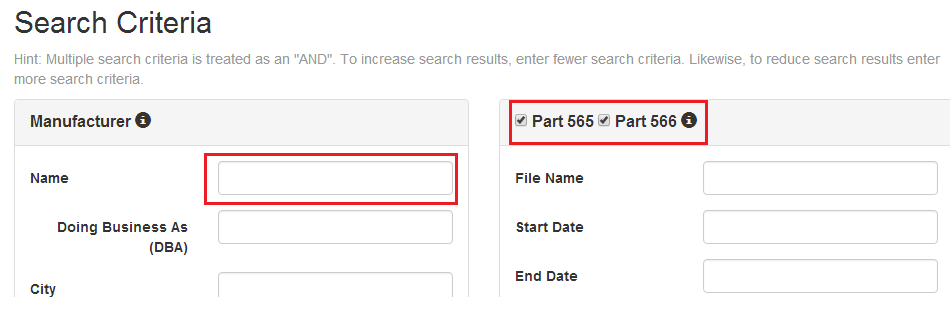 Search Criteria
Hint: Multiple search criteria is treated as an "AND". To increase search results, enter fewer search criteria. Likewise, to reduce search results enter
more search criteria.
Manufacturer
Name
Doing Business As
(DBA)
City
Part 565 Part 566
File Name
Start Date
End Date